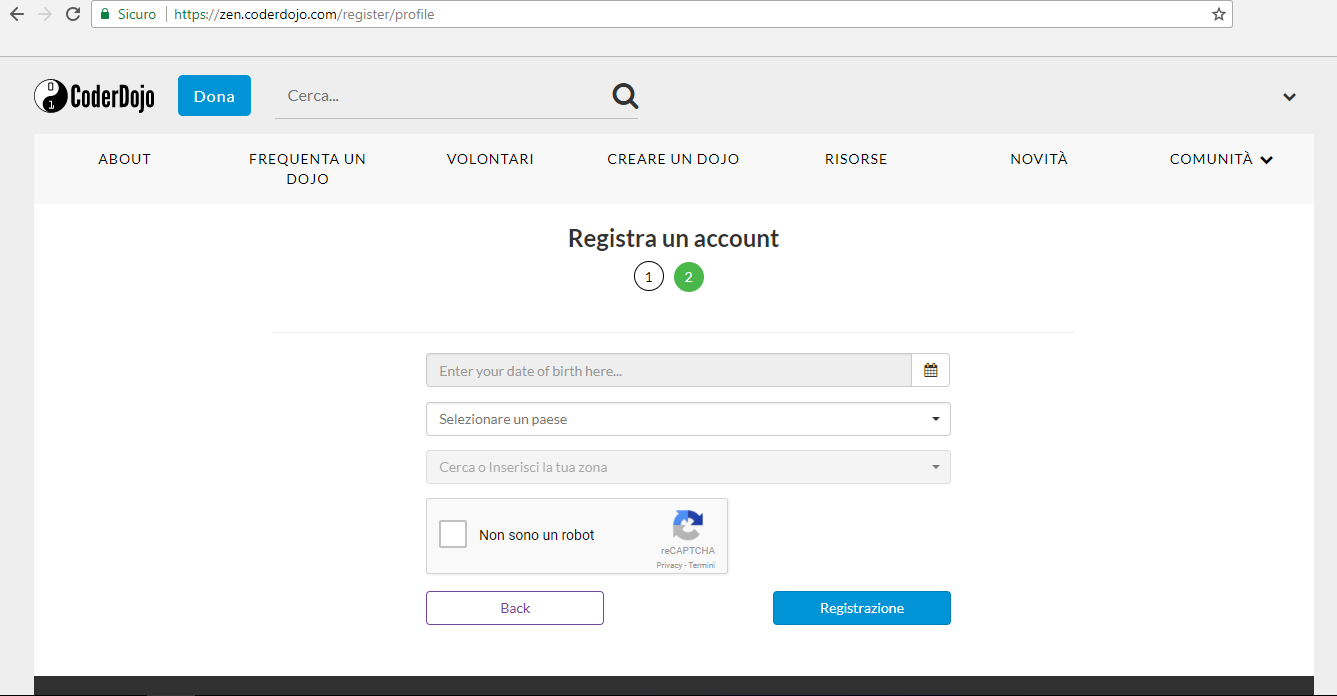 Sicuro https://zen.coderdojo.com/register/profile
0
1
CoderDojo Dona Cerca...
ABOUT FREQUENTA UN DOJO VOLONTARI CREARE UN DOJO RISORSE NOVITÀ COMUNITÀ
Registra un account
1 2
Enter your date of birth here...
Selezionare un paese
Cerca o Inserisci la tua zona
Non sono un robot
reCAPTCHA
Privacy - Termini
Back Registrazione